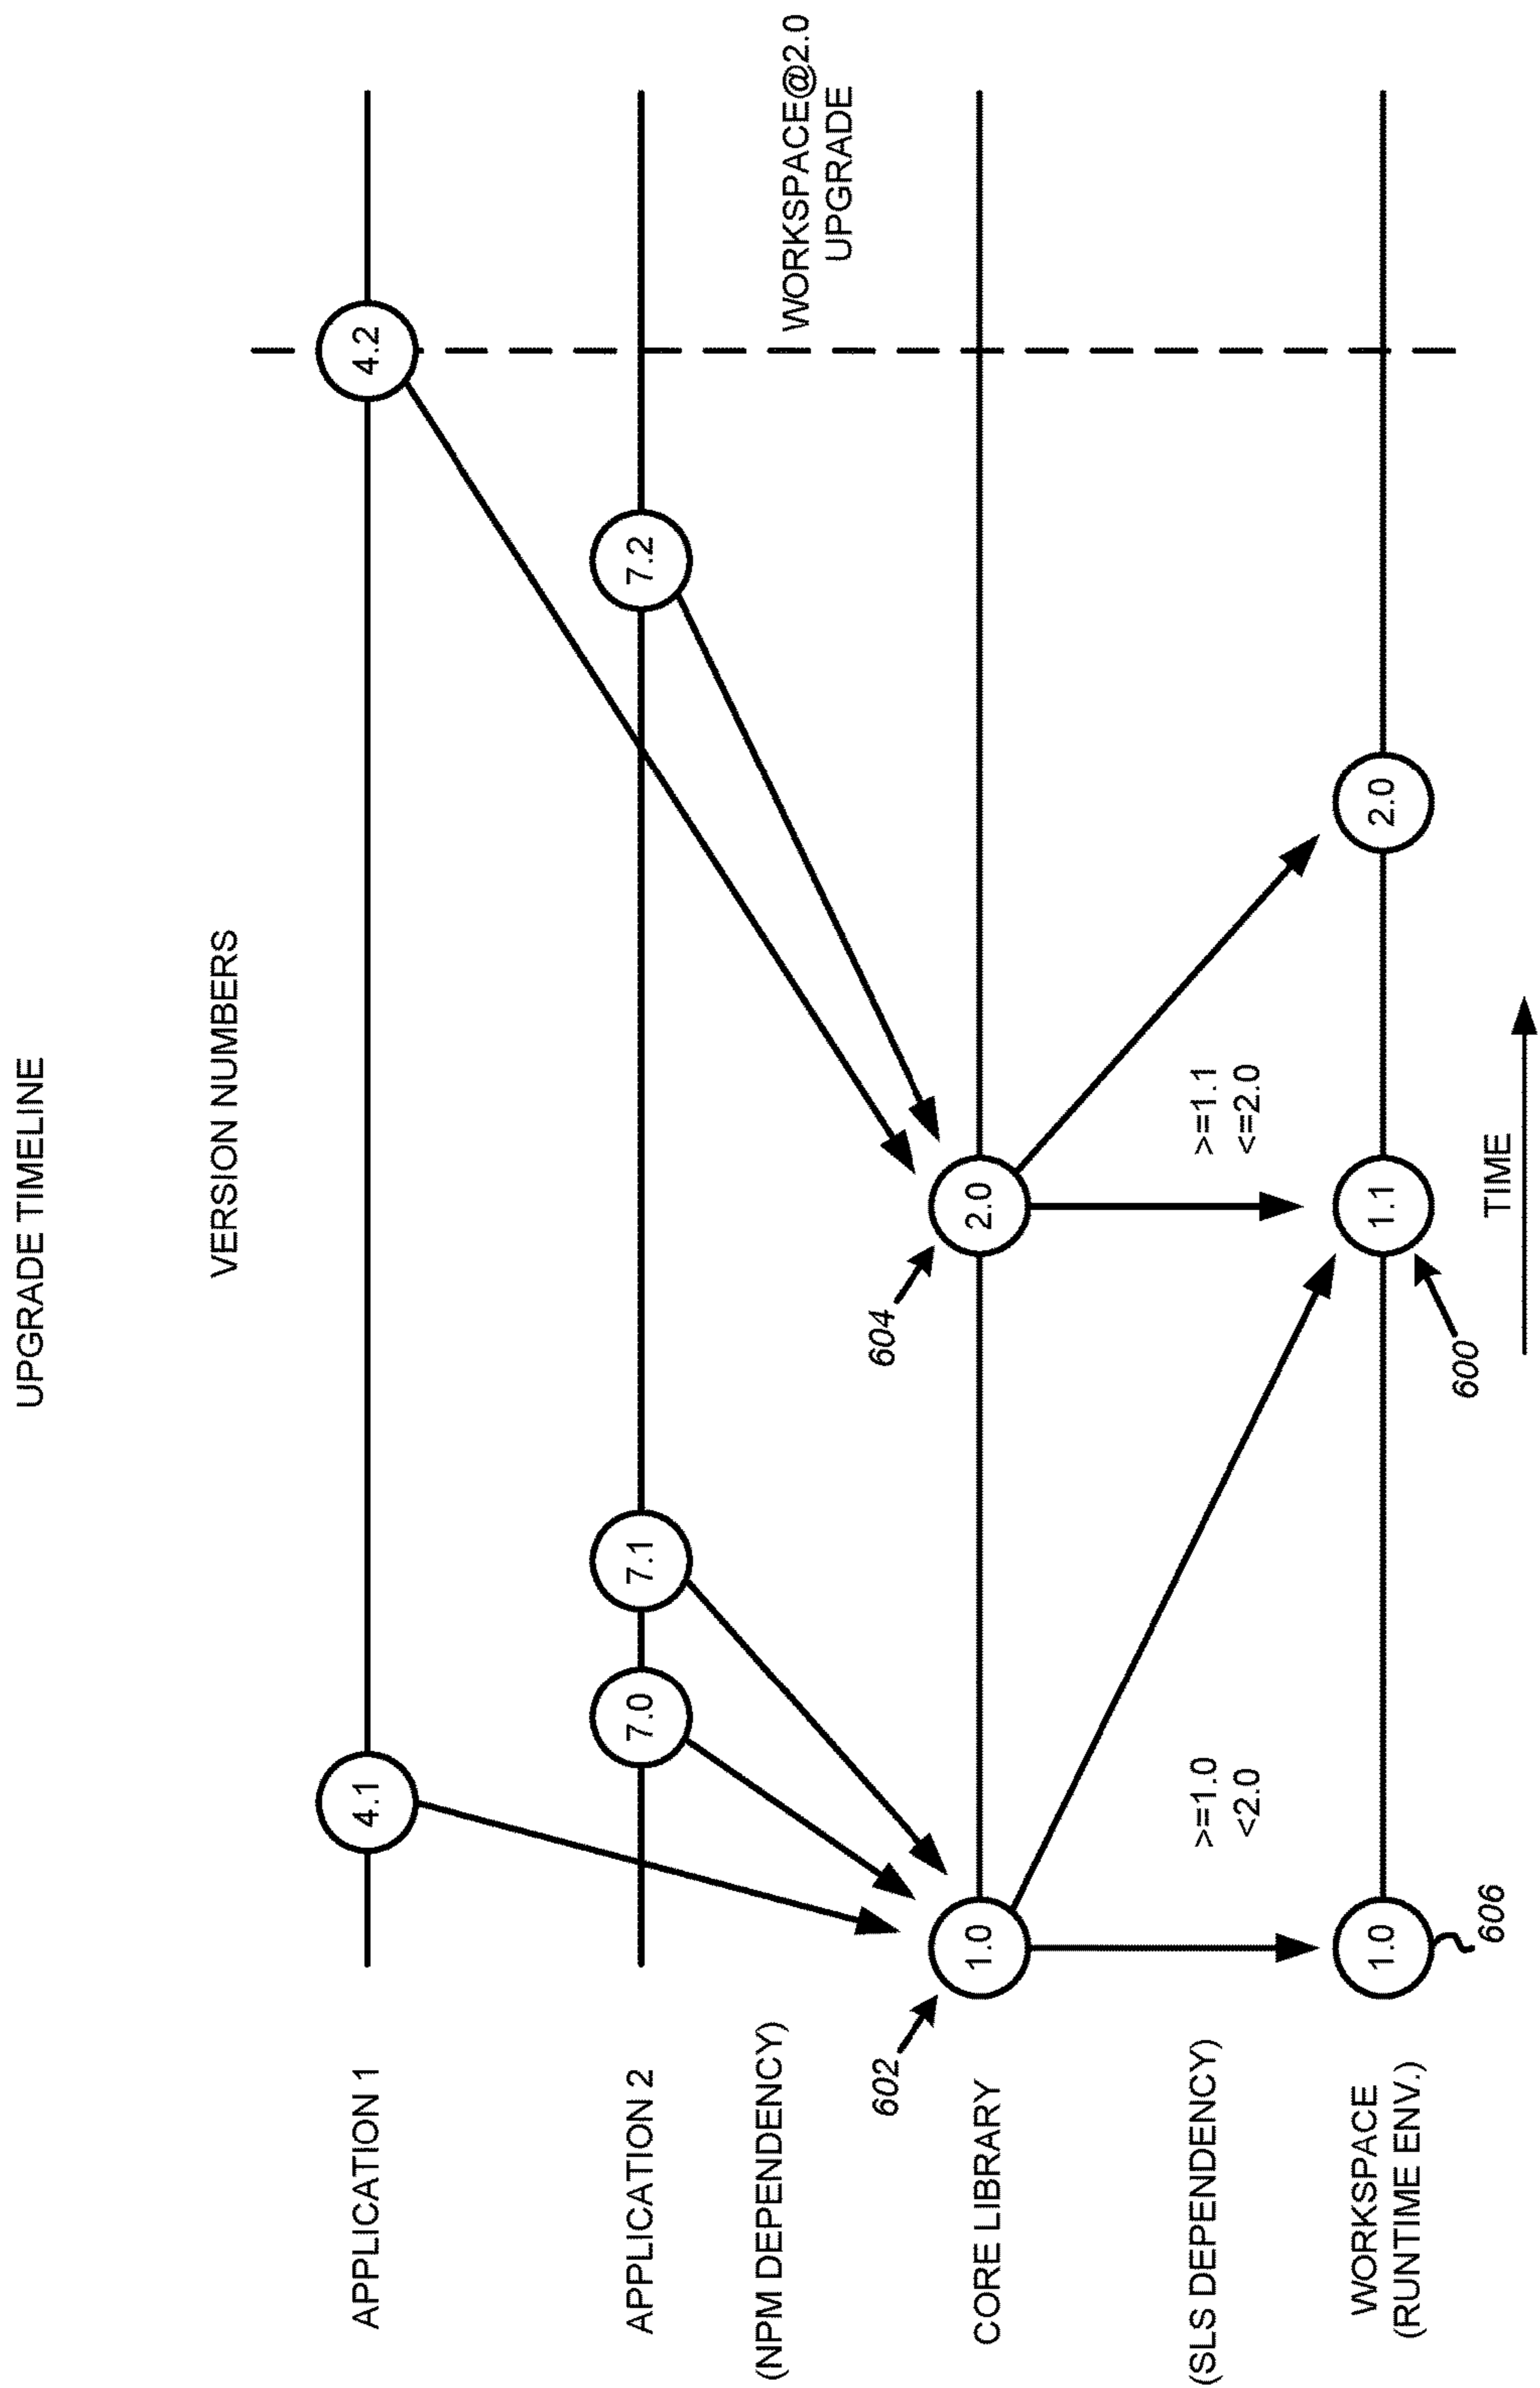 UPGRADE TIMELINE
VERSION NUMBERS
APPLICATION 1
4.1
4.2
APPLICATION 2
7.0
7.1
7.2
(NPM DEPENDENCY)
WORKSPACE@2.0
UPGRADE
602
604
CORE LIBRARY
1.0
2.0
(SLS DEPENDENCY)
>=1.0
<2.0
>=1.1
<=2.0
WORKSPACE
(RUNTIME ENV.)
1.0
1.1
2.0
606
600
TIME